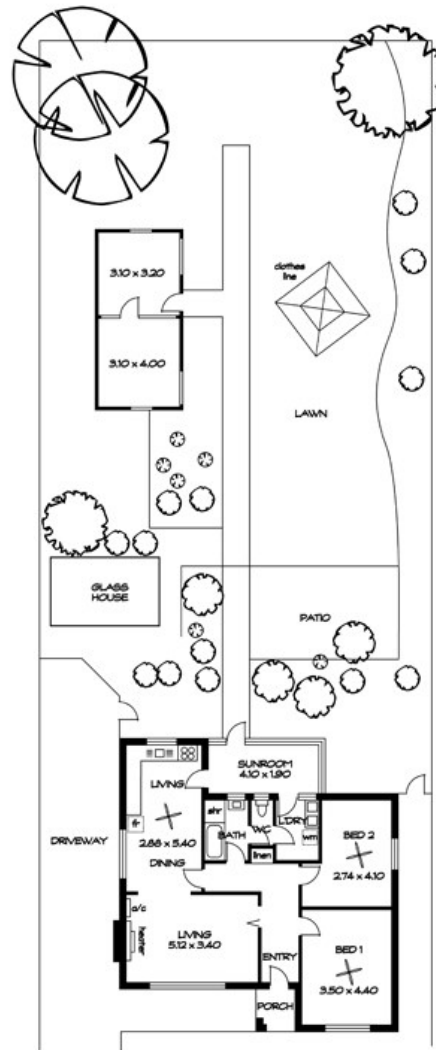 3.10 x 3.20
clothes
line
3.10 x 4.00
LAWN
GLASS
HOUSE
PATIO
SUNROOM
4.10 x 1.90
LIVING
shr
BATH
WC
L'DRY
fr
2.88 x 5.40
linen
wm
BED 2
DRIVEWAY
DINING
2.74 x 4.10
a/c
heater
LIVING
5.12 x 3.40
BED 1
ENTRY
3.50 x 4.40
PORCH